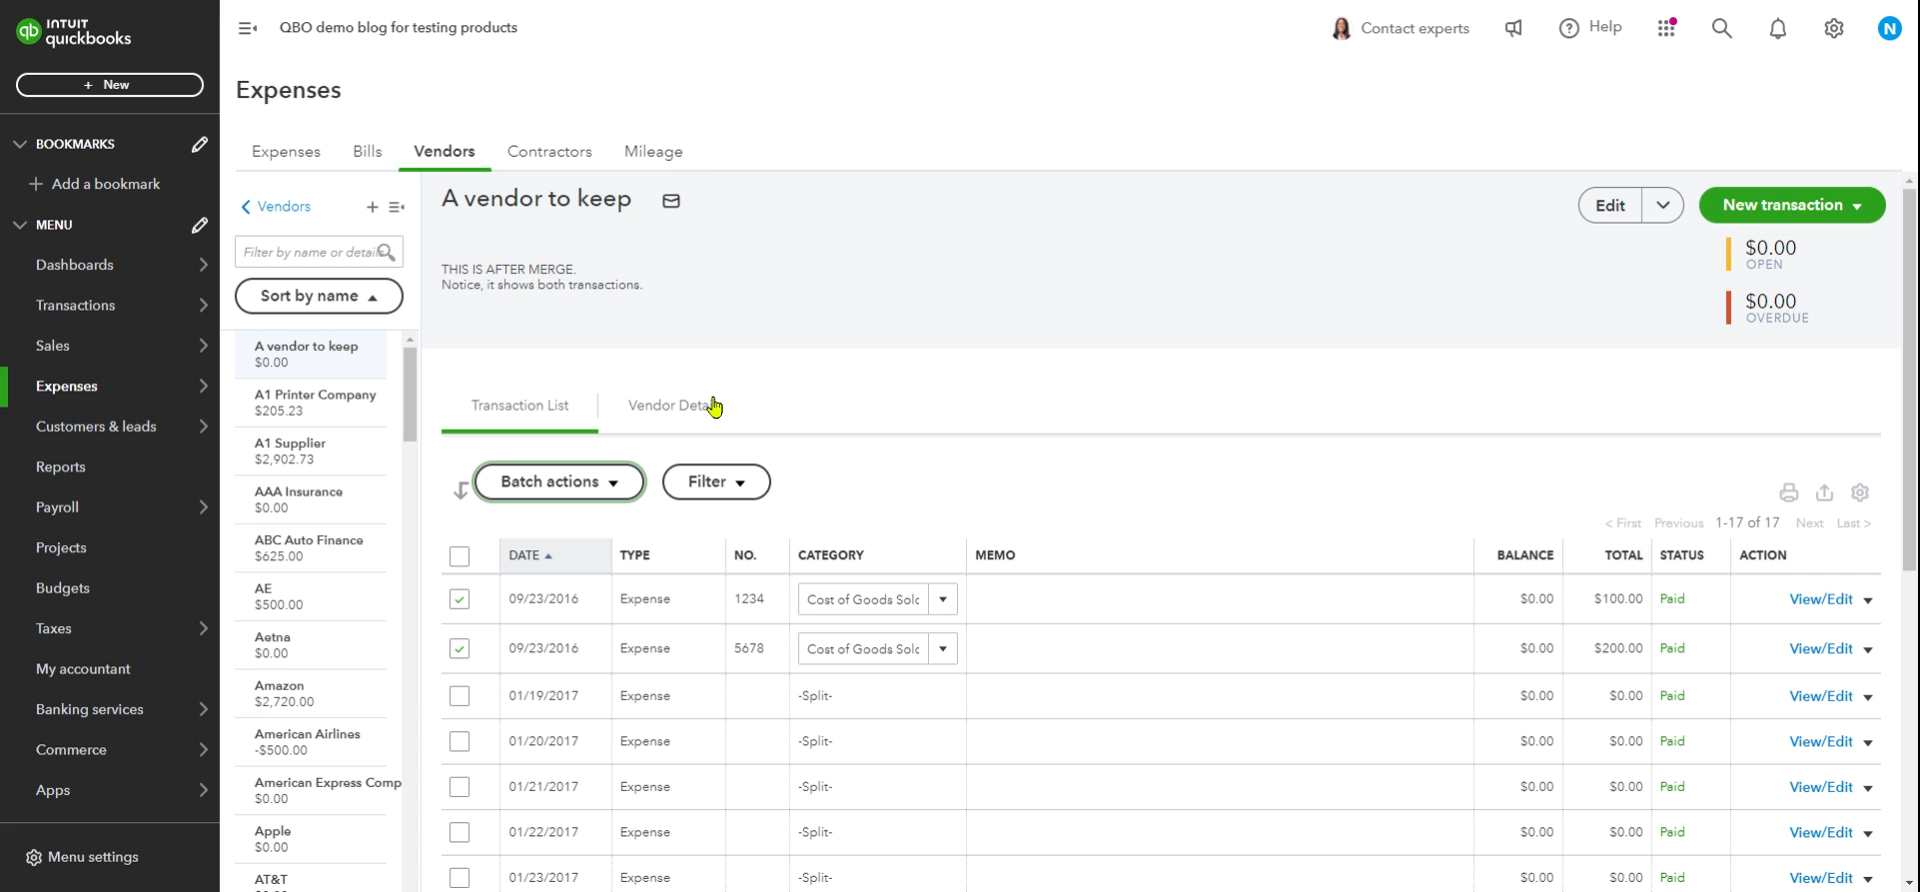 INTUIT
quickbooks
qb
+ New
BOOKMARKS
+ Add a bookmark
MENU
Dashboards
Transactions
Sales
Expenses
Customers & leads
Reports
Payroll
Projects
Budgets
Taxes
My accountant
Banking services
Commerce
Apps
Menu settings
QBO demo blog for testing products
Contact experts
Help
N
Expenses
Expenses Bills Vendors Contractors Mileage
Vendors
Filter by name or details
Sort by name
A vendor to keep
$0.00
A1 Printer Company
$205.23
A1 Supplier
$2,902.73
AAA Insurance
$0.00
ABC Auto Finance
$625.00
AE
$500.00
Aetna
$0.00
Amazon
$2,720.00
American Airlines
-$500.00
American Express Comp
$0.00
Apple
$0.00
AT&T
A vendor to keep
Edit
New transaction
THIS IS AFTER MERGE.
Notice, it shows both transactions.
$0.00
OPEN
$0.00
OVERDUE
Transaction List
Vendor Deta
Batch actions
Filter
< First Previous 1-17 of 17 Next Last >
DATE TYPE NO. CATEGORY MEMO BALANCE TOTAL STATUS ACTION
09/23/2016 Expense 1234 Cost of Goods Solc $0.00 $100.00 Paid View/Edit
09/23/2016 Expense 5678 Cost of Goods Solc $0.00 $200.00 Paid View/Edit
01/19/2017 Expense -Split- $0.00 $0.00 Paid View/Edit
01/20/2017 Expense -Split- $0.00 $0.00 Paid View/Edit
01/21/2017 Expense -Split- $0.00 $0.00 Paid View/Edit
01/22/2017 Expense -Split- $0.00 $0.00 Paid View/Edit
01/23/2017 Expense -Split- $0.00 $0.00 Paid View/Edit